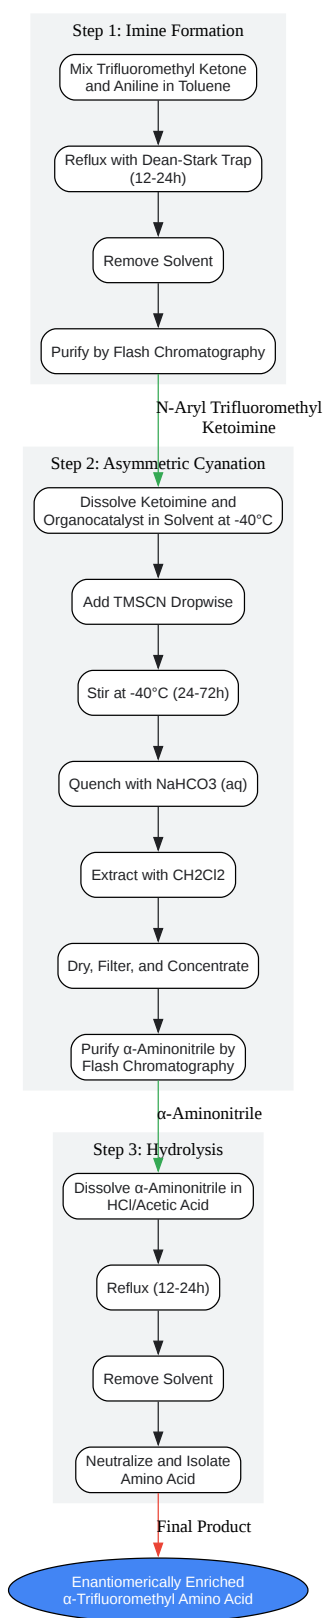 Step 1: Imine Formation
Mix Trifluoromethyl Ketone
and Aniline in Toluene
Reflux with Dean-Stark Trap
(12-24h)
Remove Solvent
Purify by Flash Chromatography
N-Aryl Trifluoromethyl
Ketoimine
Step 2: Asymmetric Cyanation
Dissolve Ketoimine and
Organocatalyst in Solvent at -40°C
Add TMSCN Dropwise
Stir at -40°C (24-72h)
Quench with NaHCO3 (aq)
Extract with CH2Cl2
Dry, Filter, and Concentrate
Purify α-Aminonitrile by
Flash Chromatography
α-Aminonitrile
Step 3: Hydrolysis
Dissolve α-Aminonitrile in
HCl/Acetic Acid
Reflux (12-24h)
Remove Solvent
Neutralize and Isolate
Amino Acid
Final Product
Enantiomerically Enriched
α-Trifluoromethyl Amino Acid